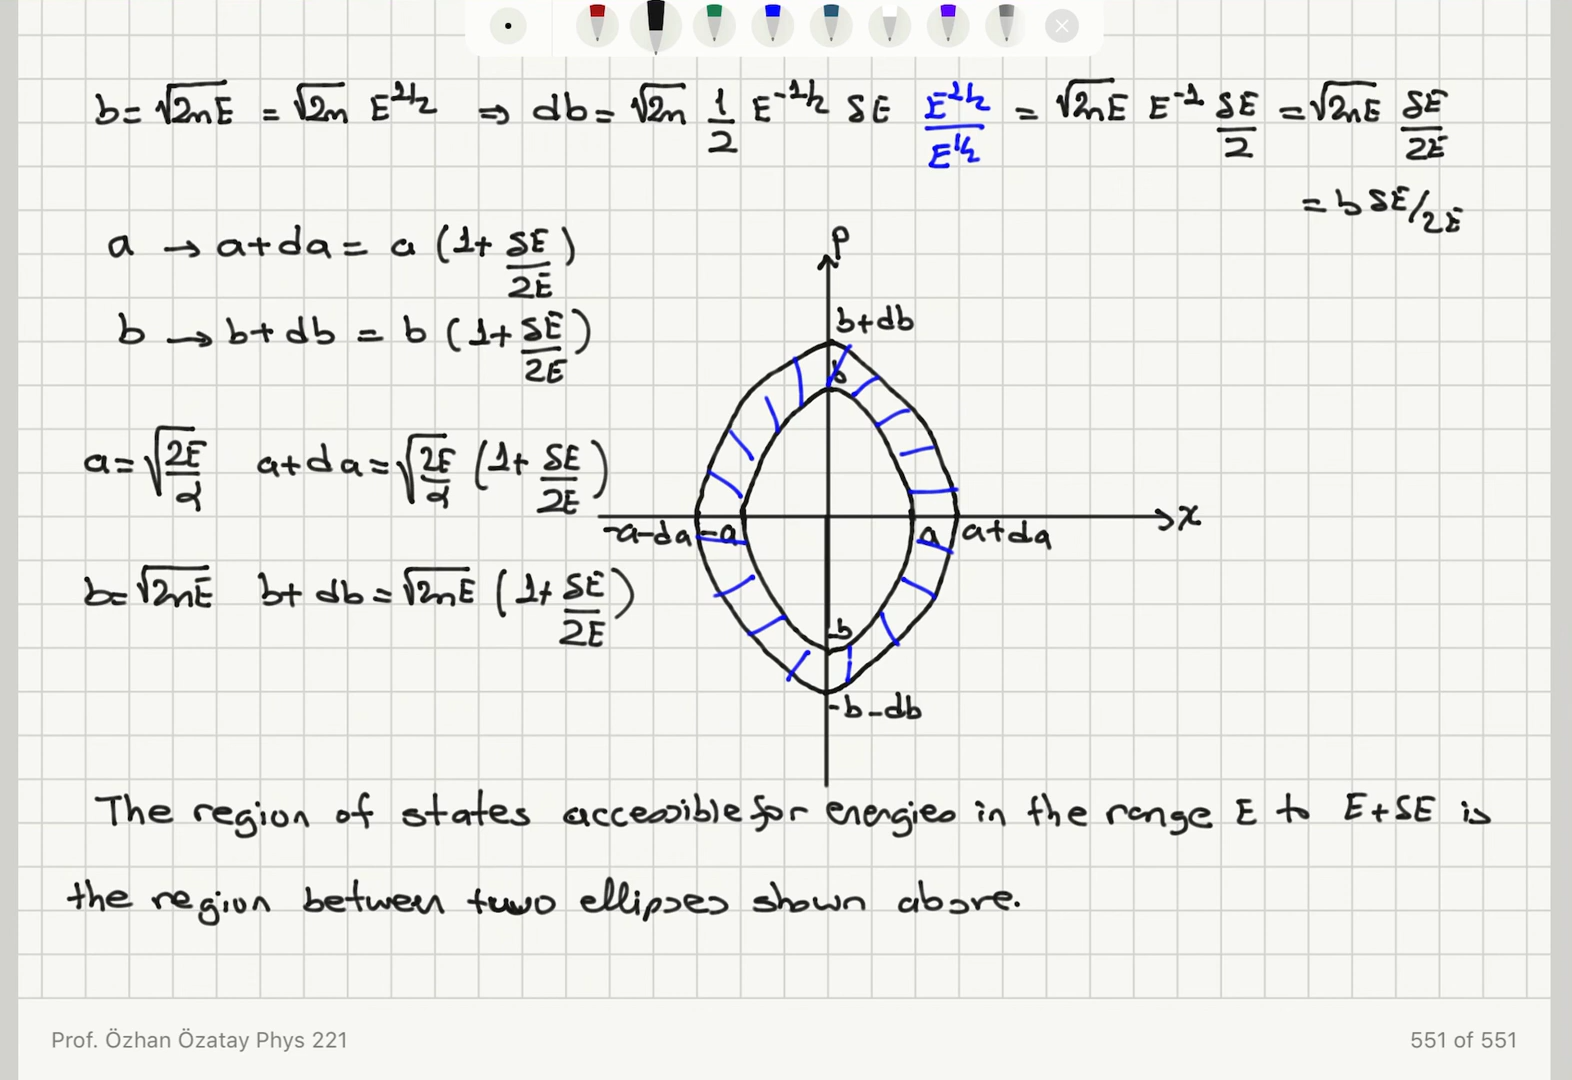 b = √2mE = √2m E^1/2 ⇒ db = √2m 1/2 E^-1/2 δE E^1/2/E^1/2 = √2mE E^-1 δE/2 = √2mE δE/2E
= b δE/2E
a → a+da = a (1+ δE/2E)
b → b+db = b (1+ δE/2E)
a = √2E/α a+da = √2E/α (1+ δE/2E)
b = √2mE b+db = √2mE (1+ δE/2E)
P
b+db
b
-a-da -a a a+da x
-b
-b-db
The region of states accessible for energies in the range E to E+δE is
the region between two ellipses shown above.
Prof. Özhan Özatay Phys 221
551 of 551